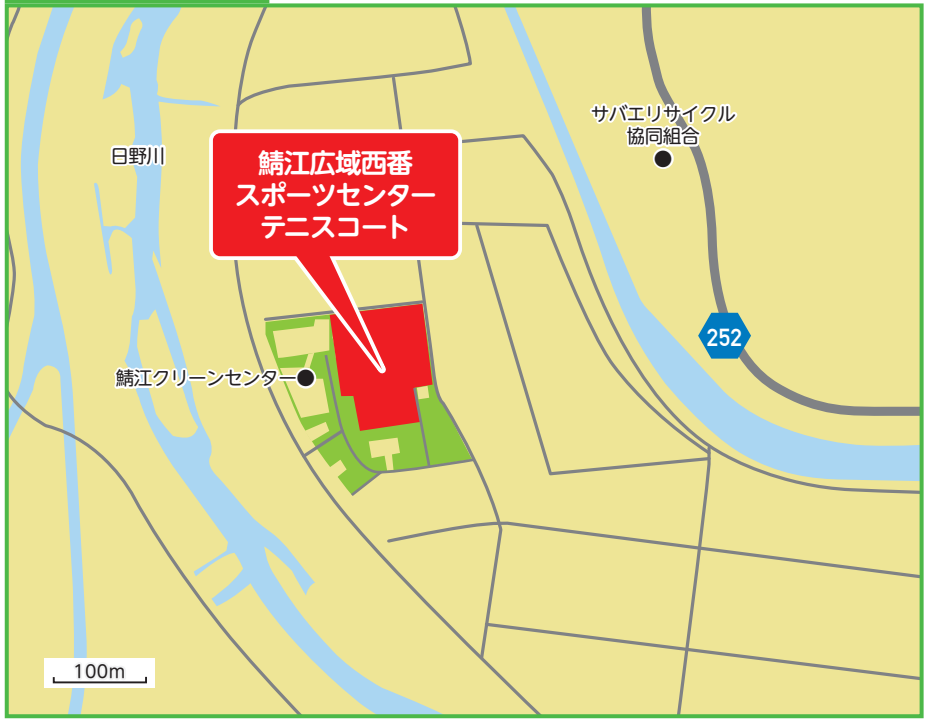 サバエリサイクル
協同組合
日野川
鯖江広域西番
スポーツセンター
テニスコート
252
鯖江クリーンセンター
100m